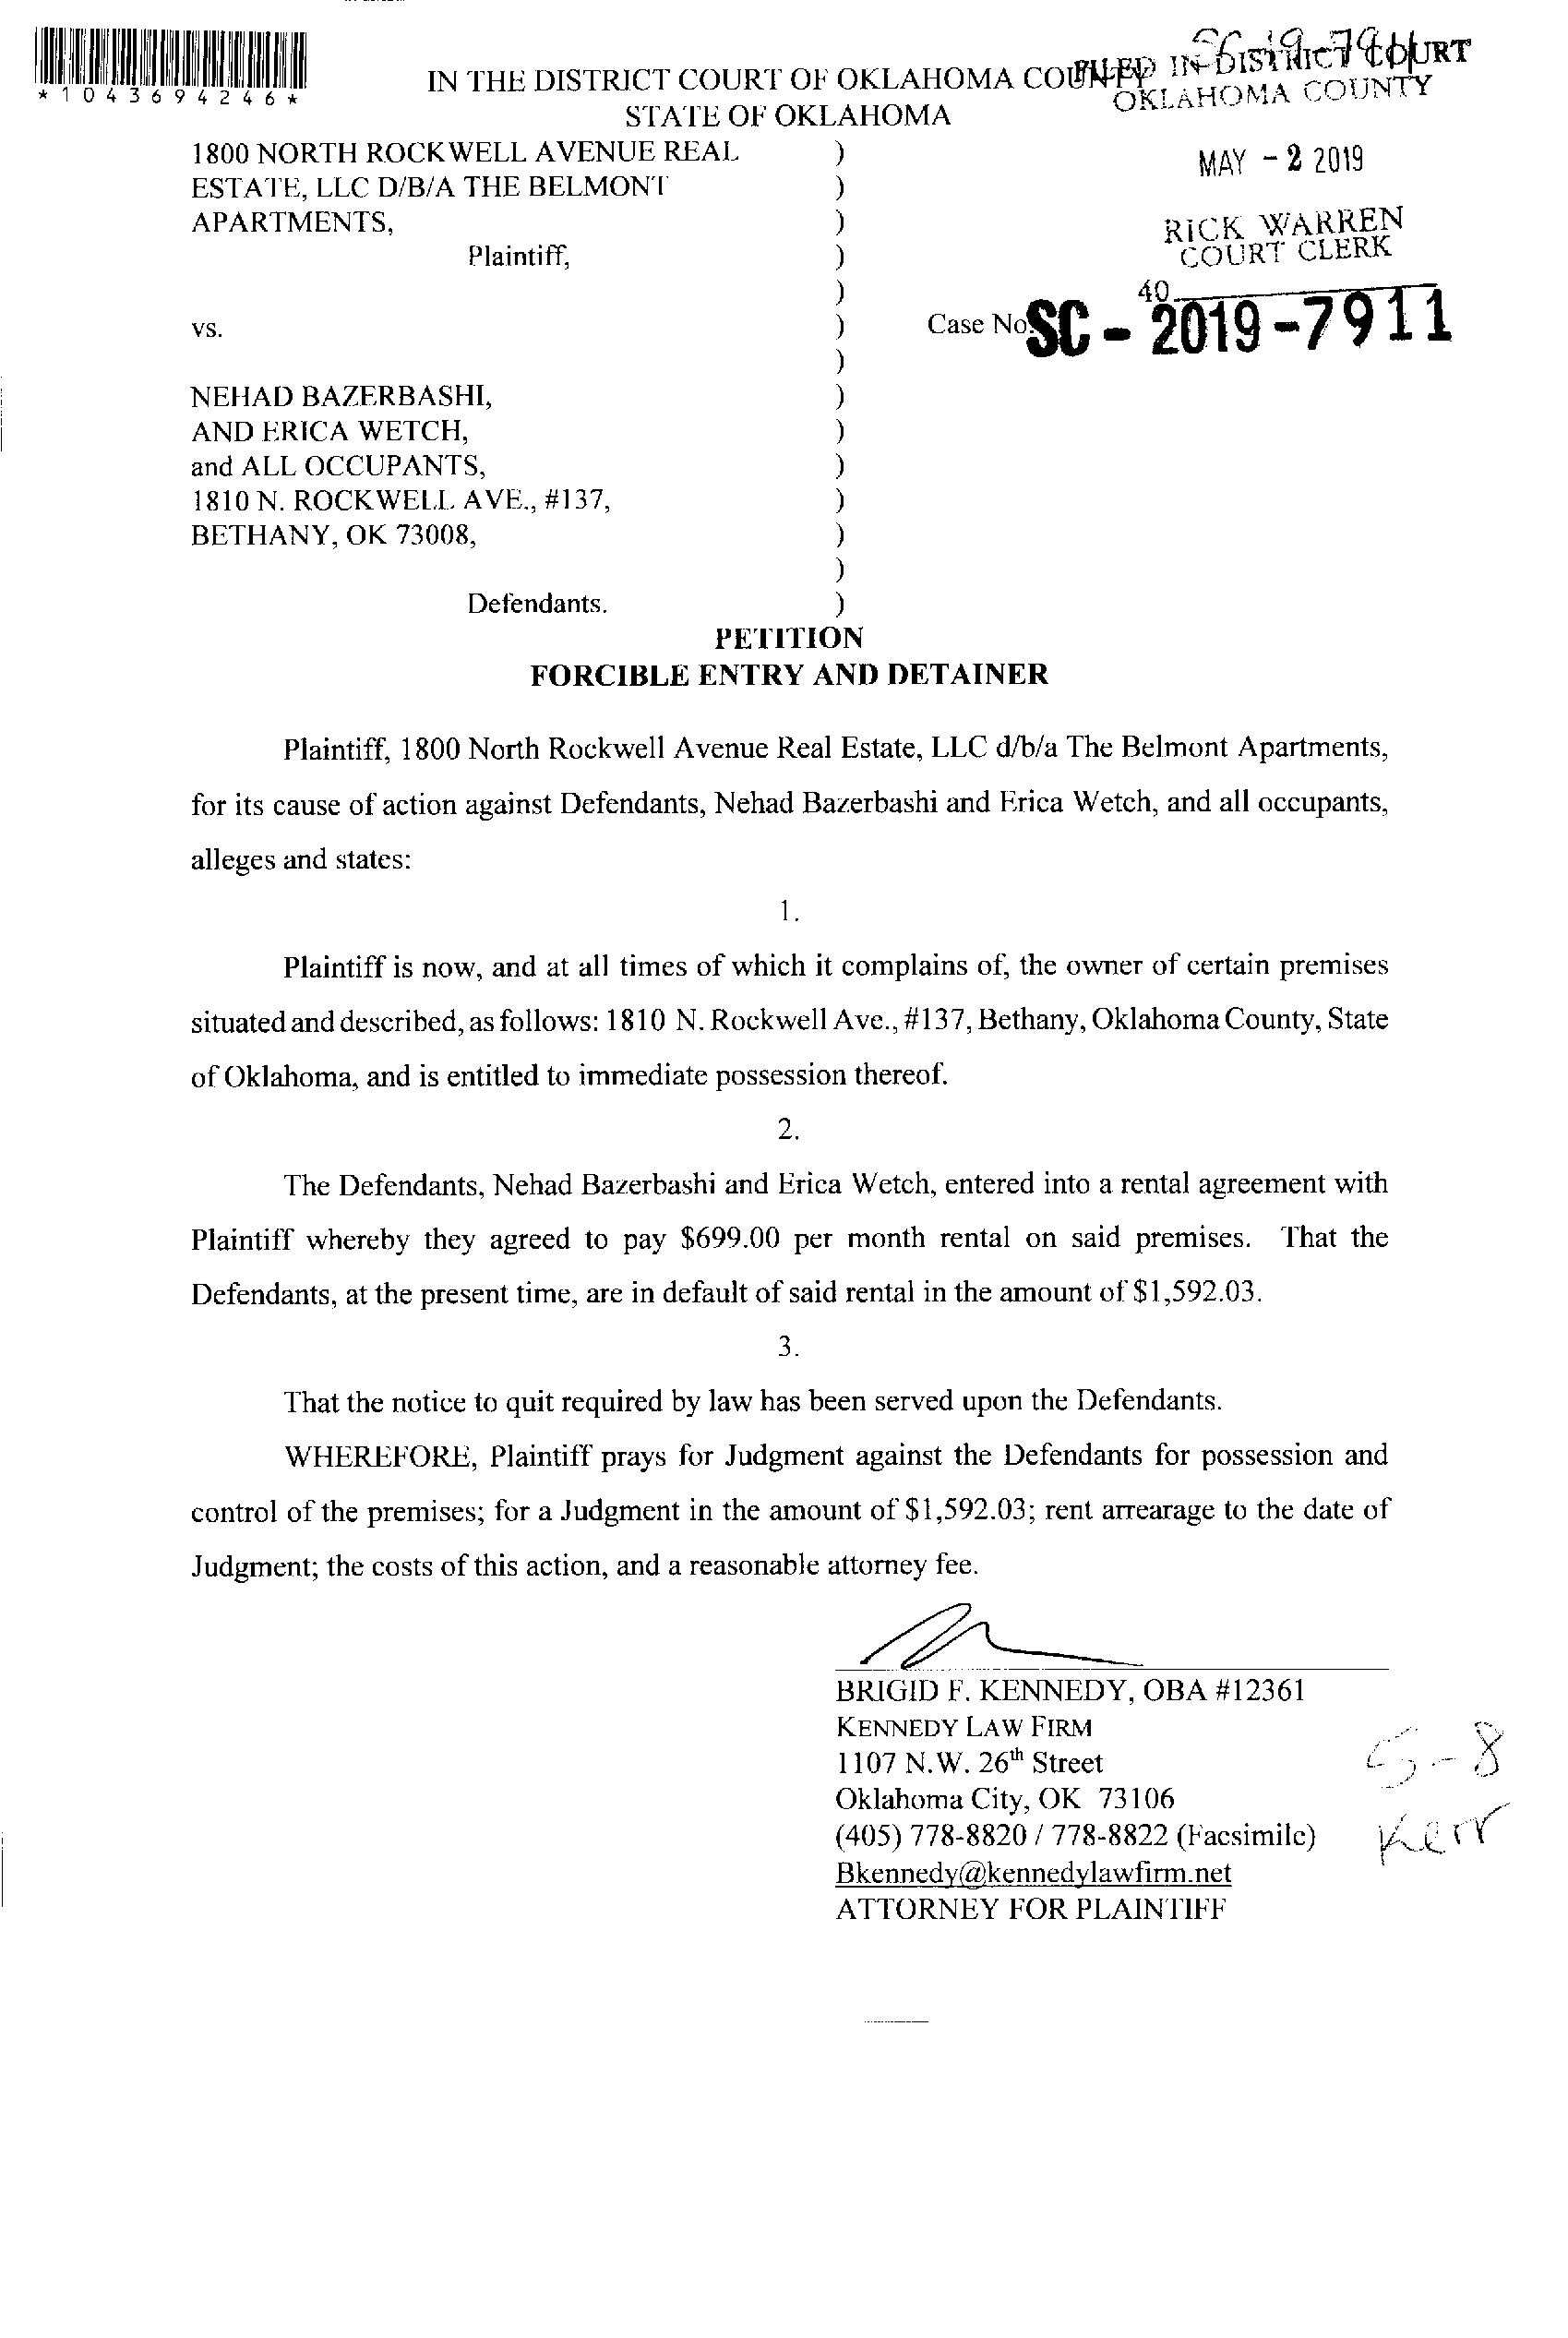 *1043694246*
SC-19-7911
IN THE DISTRICT COURT OF OKLAHOMA COUNTY
STATE OF OKLAHOMA
FILED IN DISTRICT COURT
OKLAHOMA COUNTY
MAY - 2 2019
RICK WARREN
COURT CLERK
40
1800 NORTH ROCKWELL AVENUE REAL )
ESTATE, LLC D/B/A THE BELMONT )
APARTMENTS, )
Plaintiff, )
)
vs. ) Case No. SC - 2019 - 7911
)
NEHAD BAZERBASHI, )
AND ERICA WETCH, )
and ALL OCCUPANTS, )
1810 N. ROCKWELL AVE., #137, )
BETHANY, OK 73008, )
)
Defendants. )
PETITION
FORCIBLE ENTRY AND DETAINER
Plaintiff, 1800 North Rockwell Avenue Real Estate, LLC d/b/a The Belmont Apartments,
for its cause of action against Defendants, Nehad Bazerbashi and Erica Wetch, and all occupants,
alleges and states:
1.
Plaintiff is now, and at all times of which it complains of, the owner of certain premises
situated and described, as follows: 1810 N. Rockwell Ave., #137, Bethany, Oklahoma County, State
of Oklahoma, and is entitled to immediate possession thereof.
2.
The Defendants, Nehad Bazerbashi and Erica Wetch, entered into a rental agreement with
Plaintiff whereby they agreed to pay $699.00 per month rental on said premises. That the
Defendants, at the present time, are in default of said rental in the amount of $1,592.03.
3.
That the notice to quit required by law has been served upon the Defendants.
WHEREFORE, Plaintiff prays for Judgment against the Defendants for possession and
control of the premises; for a Judgment in the amount of $1,592.03; rent arrearage to the date of
Judgment; the costs of this action, and a reasonable attorney fee.
BRIGID F. KENNEDY, OBA #12361
KENNEDY LAW FIRM
1107 N.W. 26th Street
Oklahoma City, OK 73106
(405) 778-8820 / 778-8822 (Facsimile)
Bkennedy@kennedylawfirm.net
ATTORNEY FOR PLAINTIFF
5-8
Kerr